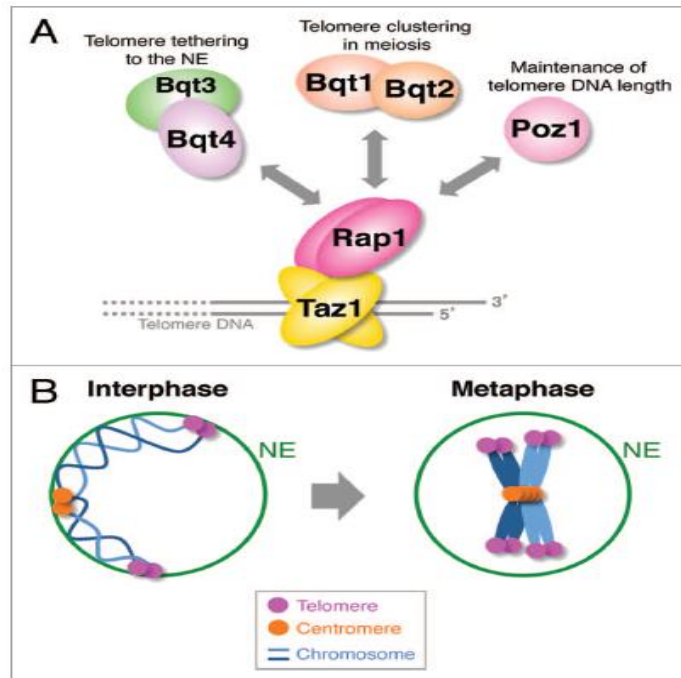 A
Telomere tethering
to the NE
Bqt3
Bqt4
Telomere clustering
in meiosis
Bqt1
Bqt2
Maintenance of
telomere DNA length
Poz1
Rap1
Taz1
3'
5'
Telomere DNA
B
Interphase
Metaphase
NE
NE
Telomere
Centromere
Chromosome